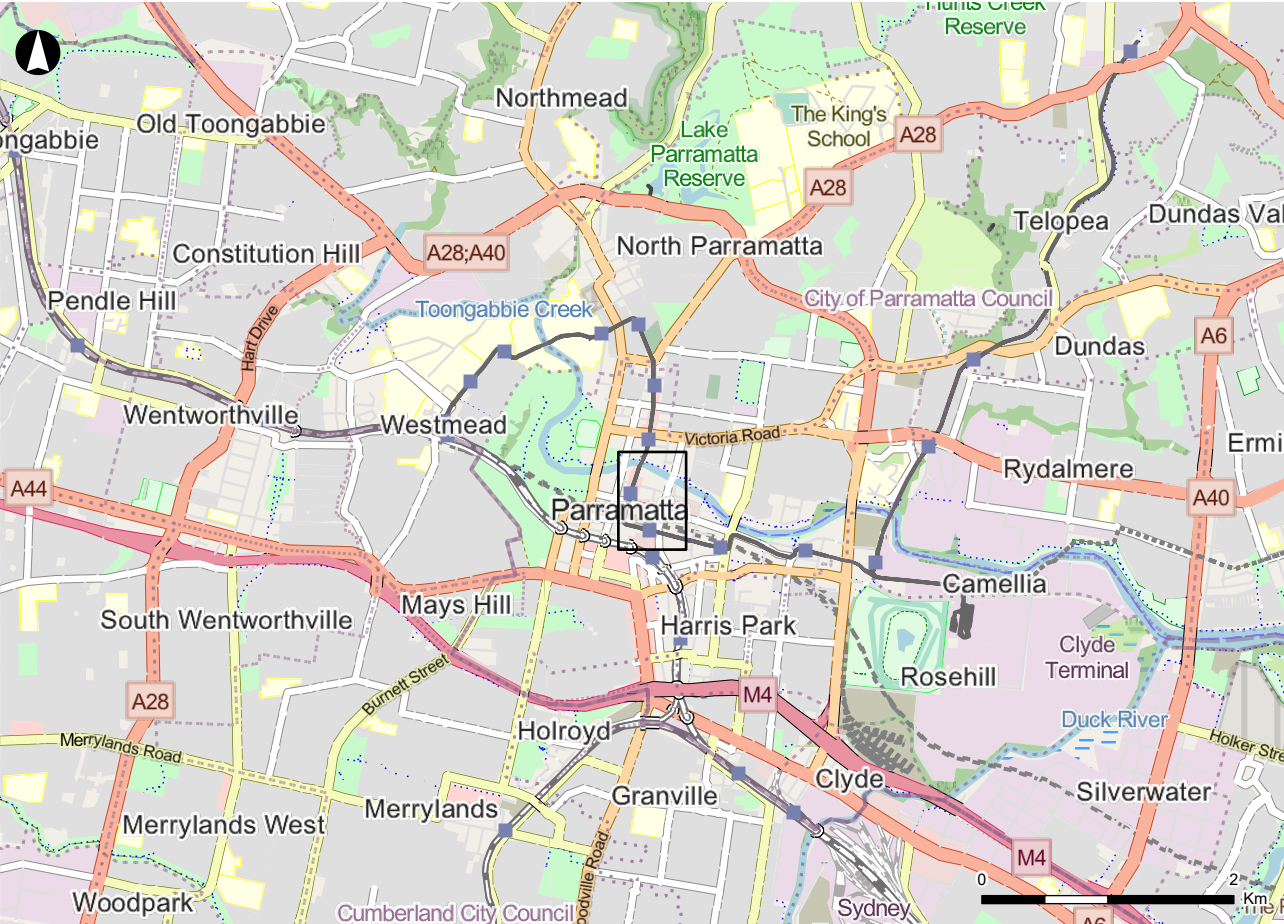 Hunts Creek
Reserve
Northmead
Old Toongabbie
The King's
School
A28
ongabbie
Lake
Parramatta
Reserve
A28
Telopea
Dundas Val
North Parramatta
Constitution Hill
A28;A40
City of Parramatta Council
Pendle Hill
Toongabbie Creek
Hart Drive
A6
Dundas
Wentworthville
Westmead
Victoria Road
Ermi
Rydalmere
A44
A40
Parramatta
Camellia
Mays Hill
South Wentworthville
Harris Park
Clyde
Terminal
Rosehill
Burnett Street
A28
M4
Duck River
Holroyd
Merrylands Road
Holker Stre
Clyde
Granville
Silverwater
Merrylands
Merrylands West
M4
oodville Road
0
2
Km
Woodpark
Cumberland City Council
Sydney
A6